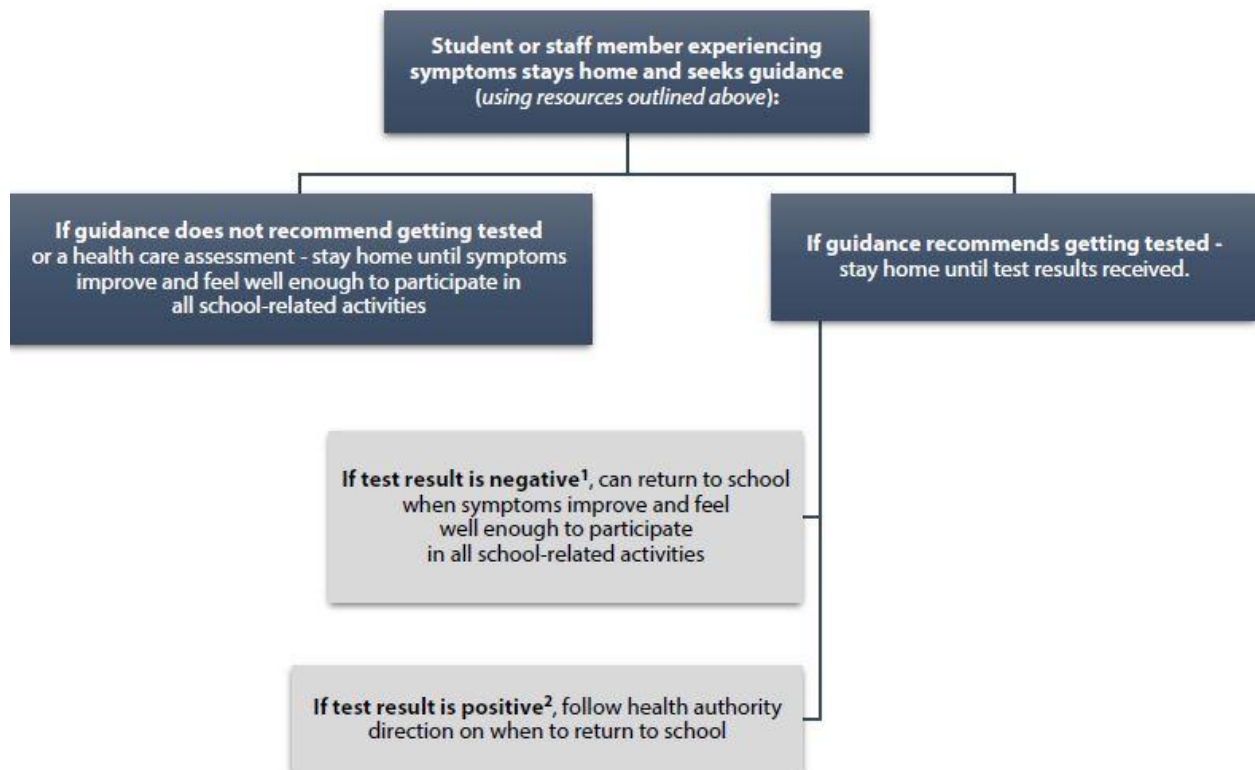 Student or staff member experiencing
symptoms stays home and seeks guidance
(using resources outlined above):
If guidance does not recommend getting tested
or a health care assessment - stay home until symptoms
improve and feel well enough to participate in
all school-related activities
If guidance recommends getting tested -
stay home until test results received.
If test result is negative¹, can return to school
when symptoms improve and feel
well enough to participate
in all school-related activities
If test result is positive², follow health authority
direction on when to return to school